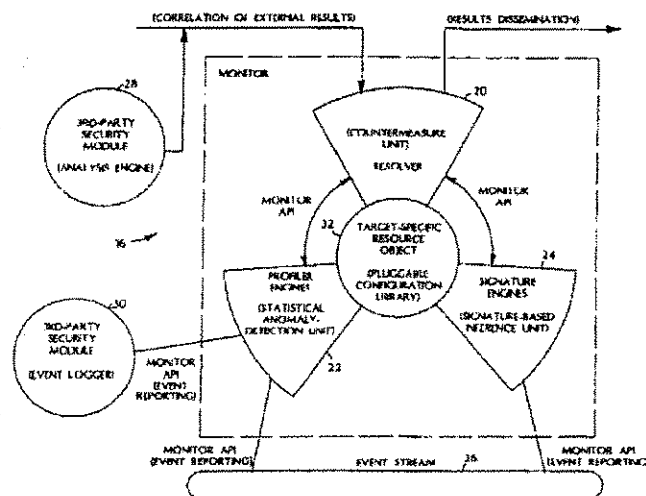 (CORRELATION OF EXTERNAL RESULTS)
(RESULTS DISSEMINATION)
MONITOR
28
20
3RD-PARTY
SECURITY
MODULE
(ANALYSIS ENGINE)
(COUNTERMEASURE
UNIT)
RESOLVER
MONITOR
API
MONITOR
API
16
32
TARGET-SPECIFIC
RESOURCE
OBJECT
(PLUGGABLE
CONFIGURATION
LIBRARY)
24
PROFILER
ENGINES
(STATISTICAL
ANOMALY-
DETECTION UNIT)
22
SIGNATURE
ENGINES
(SIGNATURE-BASED
INFERENCE UNIT)
30
3RD-PARTY
SECURITY
MODULE
(EVENT LOGGER)
MONITOR
API
(EVENT
REPORTING)
MONITOR API
(EVENT REPORTING)
EVENT STREAM
26
MONITOR API
(EVENT REPORTING)